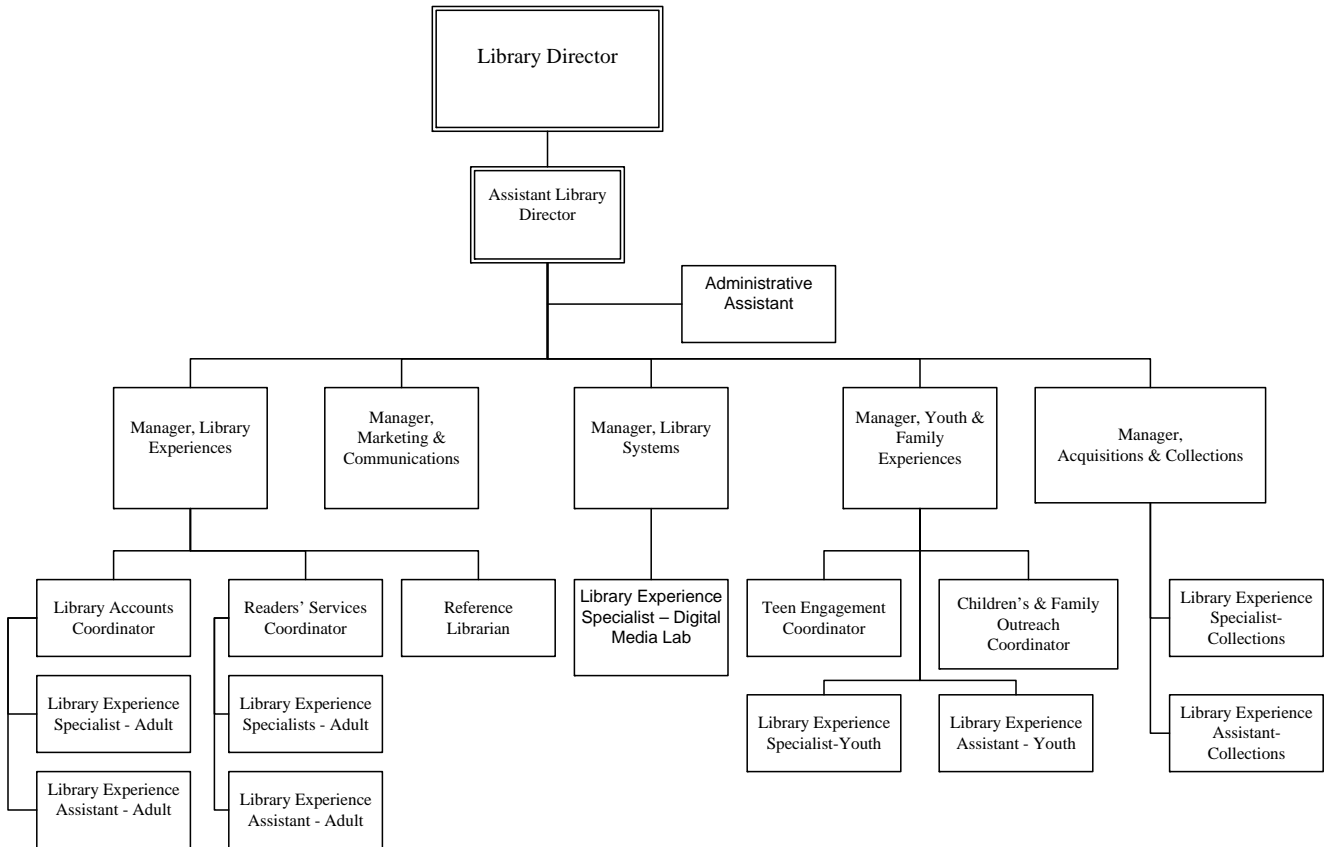 Library Director
Assistant Library
Director
Administrative
Assistant
Manager, Library
Experiences
Manager,
Marketing &
Communications
Manager, Library
Systems
Manager, Youth &
Family
Experiences
Manager,
Acquisitions & Collections
Library Accounts
Coordinator
Readers’ Services
Coordinator
Reference
Librarian
Library Experience
Specialist – Digital
Media Lab
Teen Engagement
Coordinator
Children’s & Family
Outreach
Coordinator
Library Experience
Specialist-
Collections
Library Experience
Specialist - Adult
Library Experience
Specialists - Adult
Library Experience
Specialist-Youth
Library Experience
Assistant - Youth
Library Experience
Assistant-
Collections
Library Experience
Assistant - Adult
Library Experience
Assistant - Adult